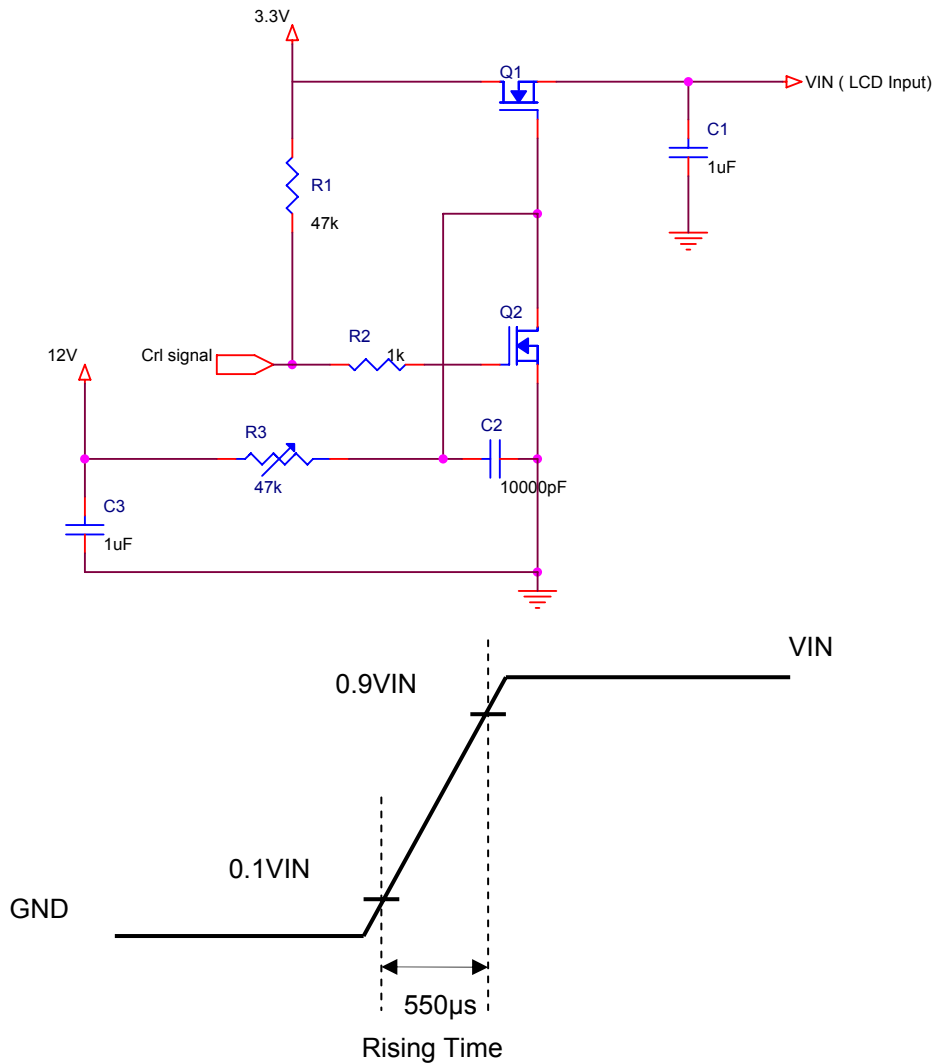 3.3V
Q1
VIN ( LCD Input)
C1
1uF
R1
47k
Q2
R2
1k
12V
Crl signal
R3
47k
C2
10000pF
C3
1uF
VIN
0.9VIN
0.1VIN
GND
550µs
Rising Time